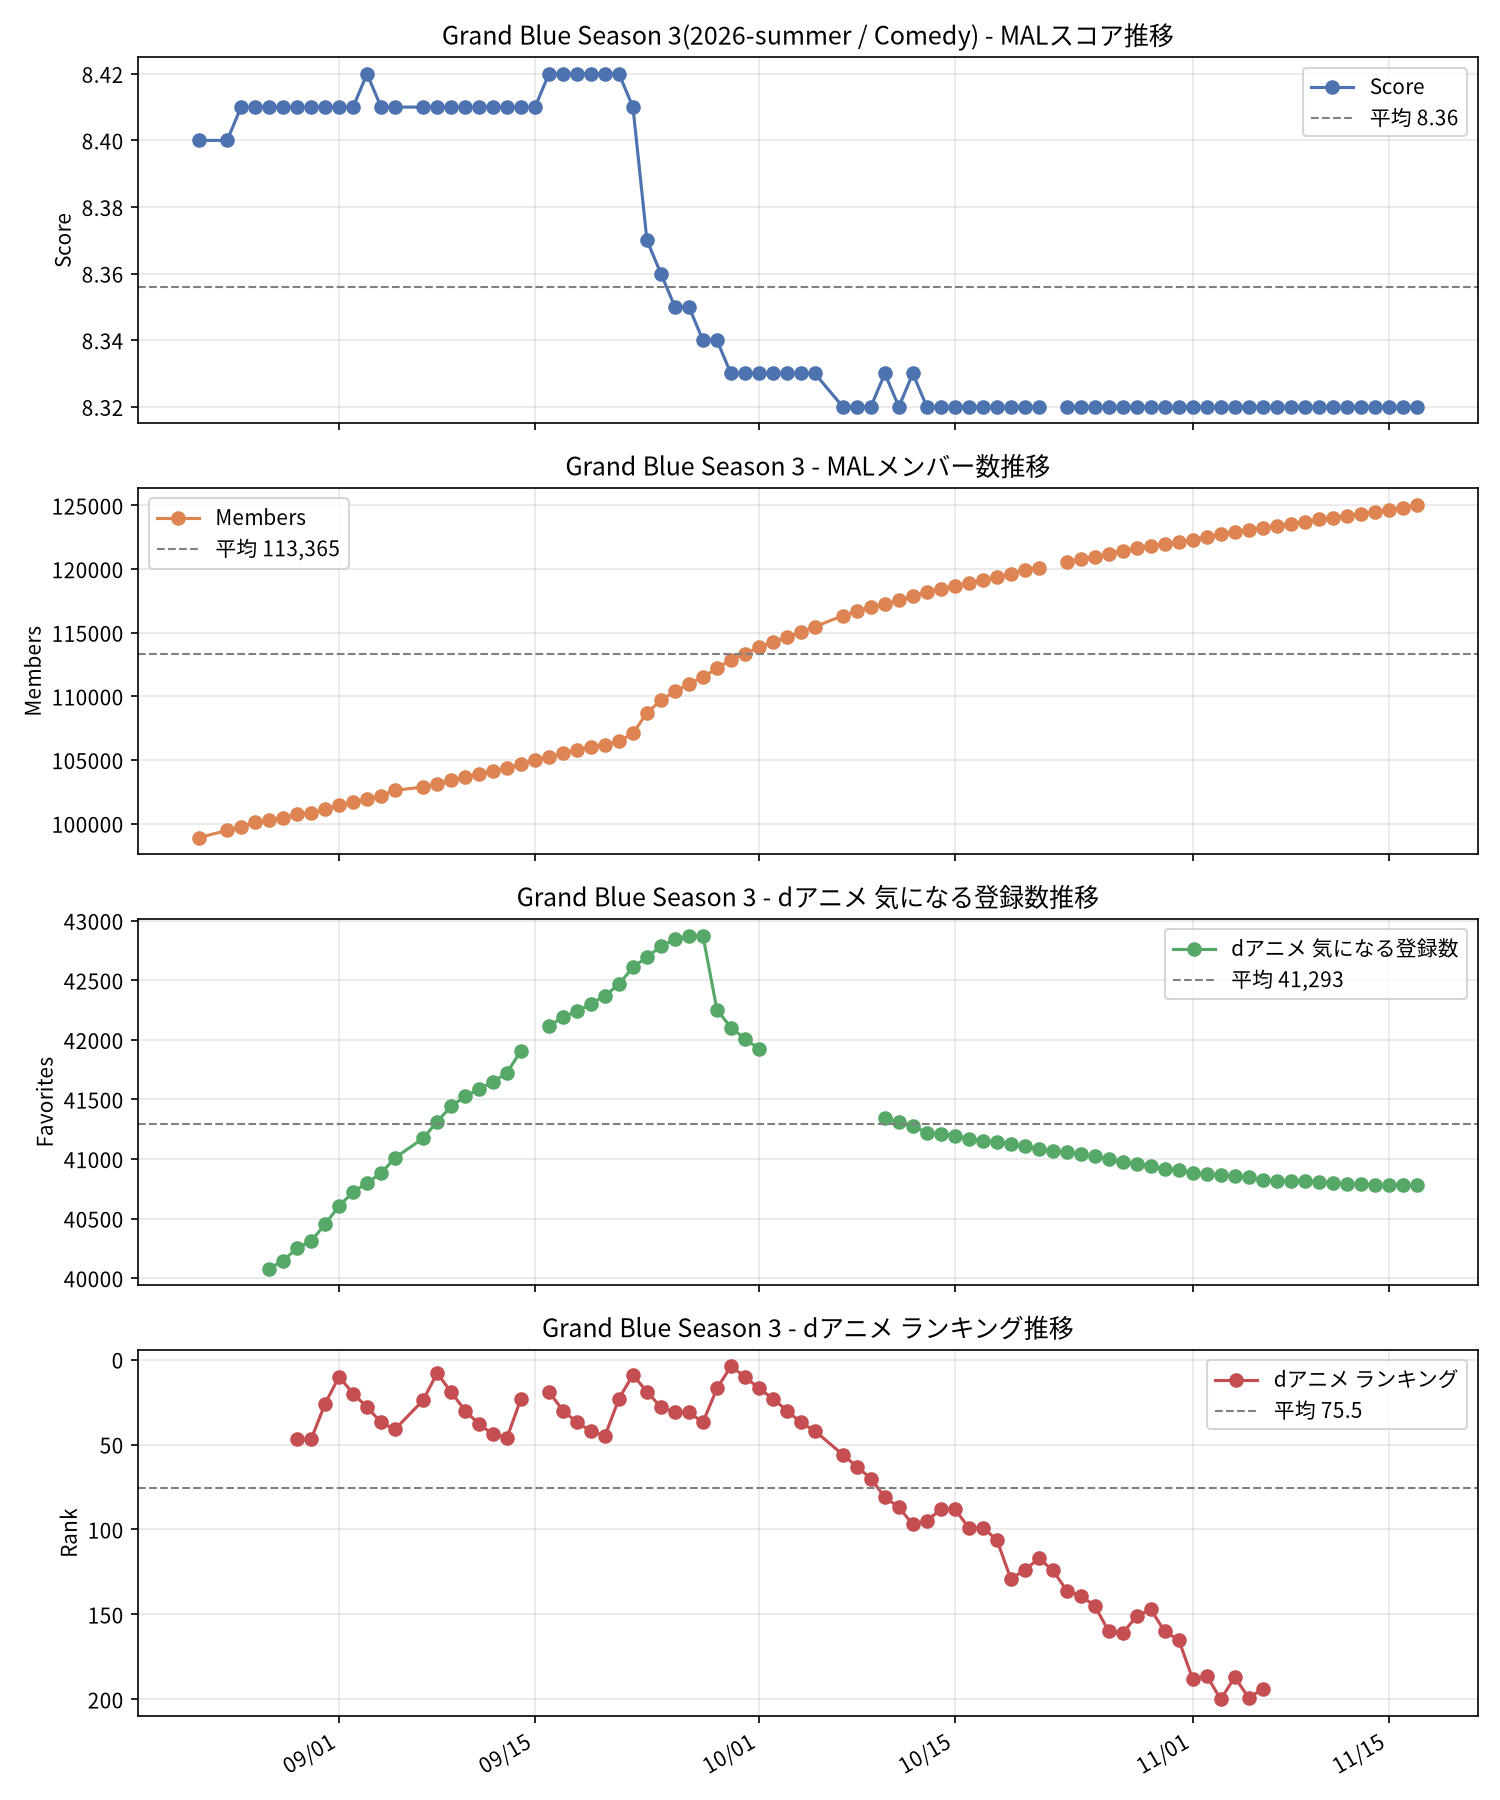 Grand Blue Season 3(2026-summer / Comedy) - MALスコア推移
8.42
8.40
8.38
8.36
8.34
8.32
Score
Score
平均 8.36
Grand Blue Season 3 - MALメンバー数推移
125000
120000
115000
110000
105000
100000
Members
Members
平均 113,365
Grand Blue Season 3 - dアニメ 気になる登録数推移
43000
42500
42000
41500
41000
40500
40000
Favorites
dアニメ 気になる登録数
平均 41,293
Grand Blue Season 3 - dアニメ ランキング推移
0
50
100
150
200
Rank
dアニメ ランキング
平均 75.5
09/01
09/15
10/01
10/15
11/01
11/15